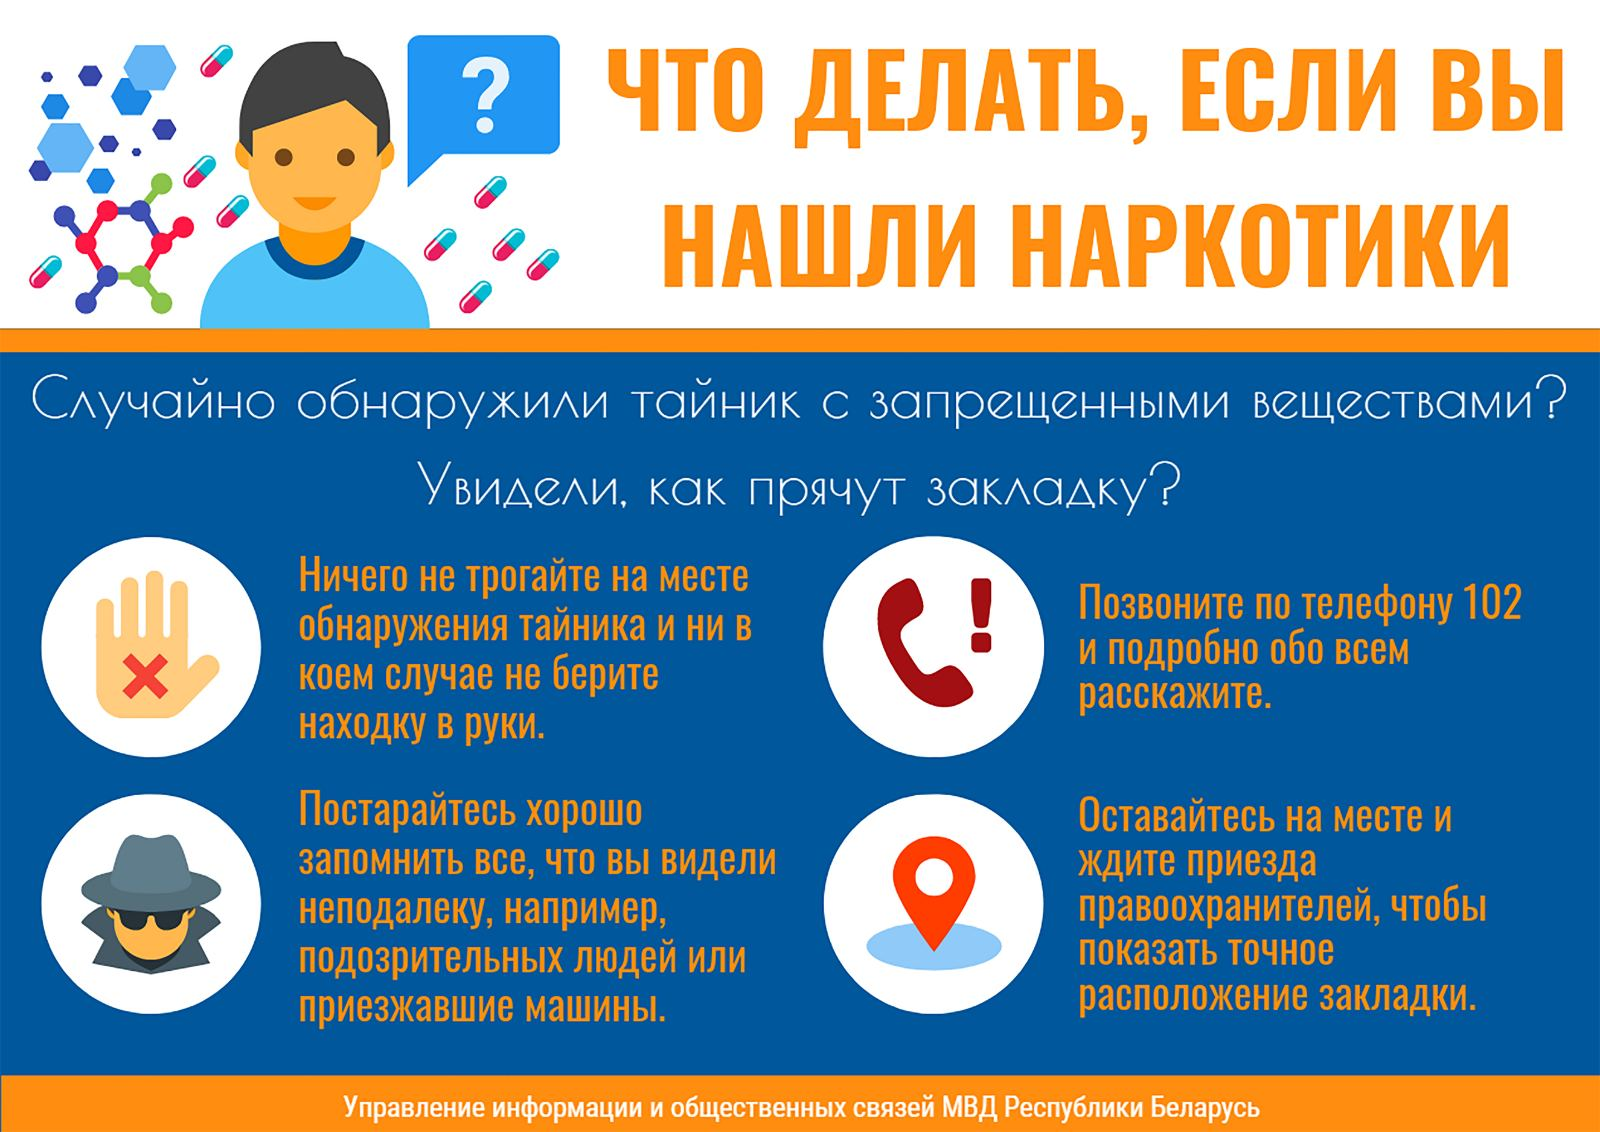 ?
ЧТО ДЕЛАТЬ, ЕСЛИ ВЫ
НАШЛИ НАРКОТИКИ
Случайно обнаружили тайник с запрещенными веществами?
Увидели, как прячут закладку?
Ничего не трогайте на месте
обнаружения тайника и ни в
коем случае не берите
находку в руки.
Позвоните по телефону 102
и подробно обо всем
расскажите.
Постарайтесь хорошо
запомнить все, что вы видели
неподалеку, например,
подозрительных людей или
приезжавшие машины.
Оставайтесь на месте и
ждите приезда
правоохранителей, чтобы
показать точное
расположение закладки.
Управление информации и общественных связей МВД Республики Беларусь